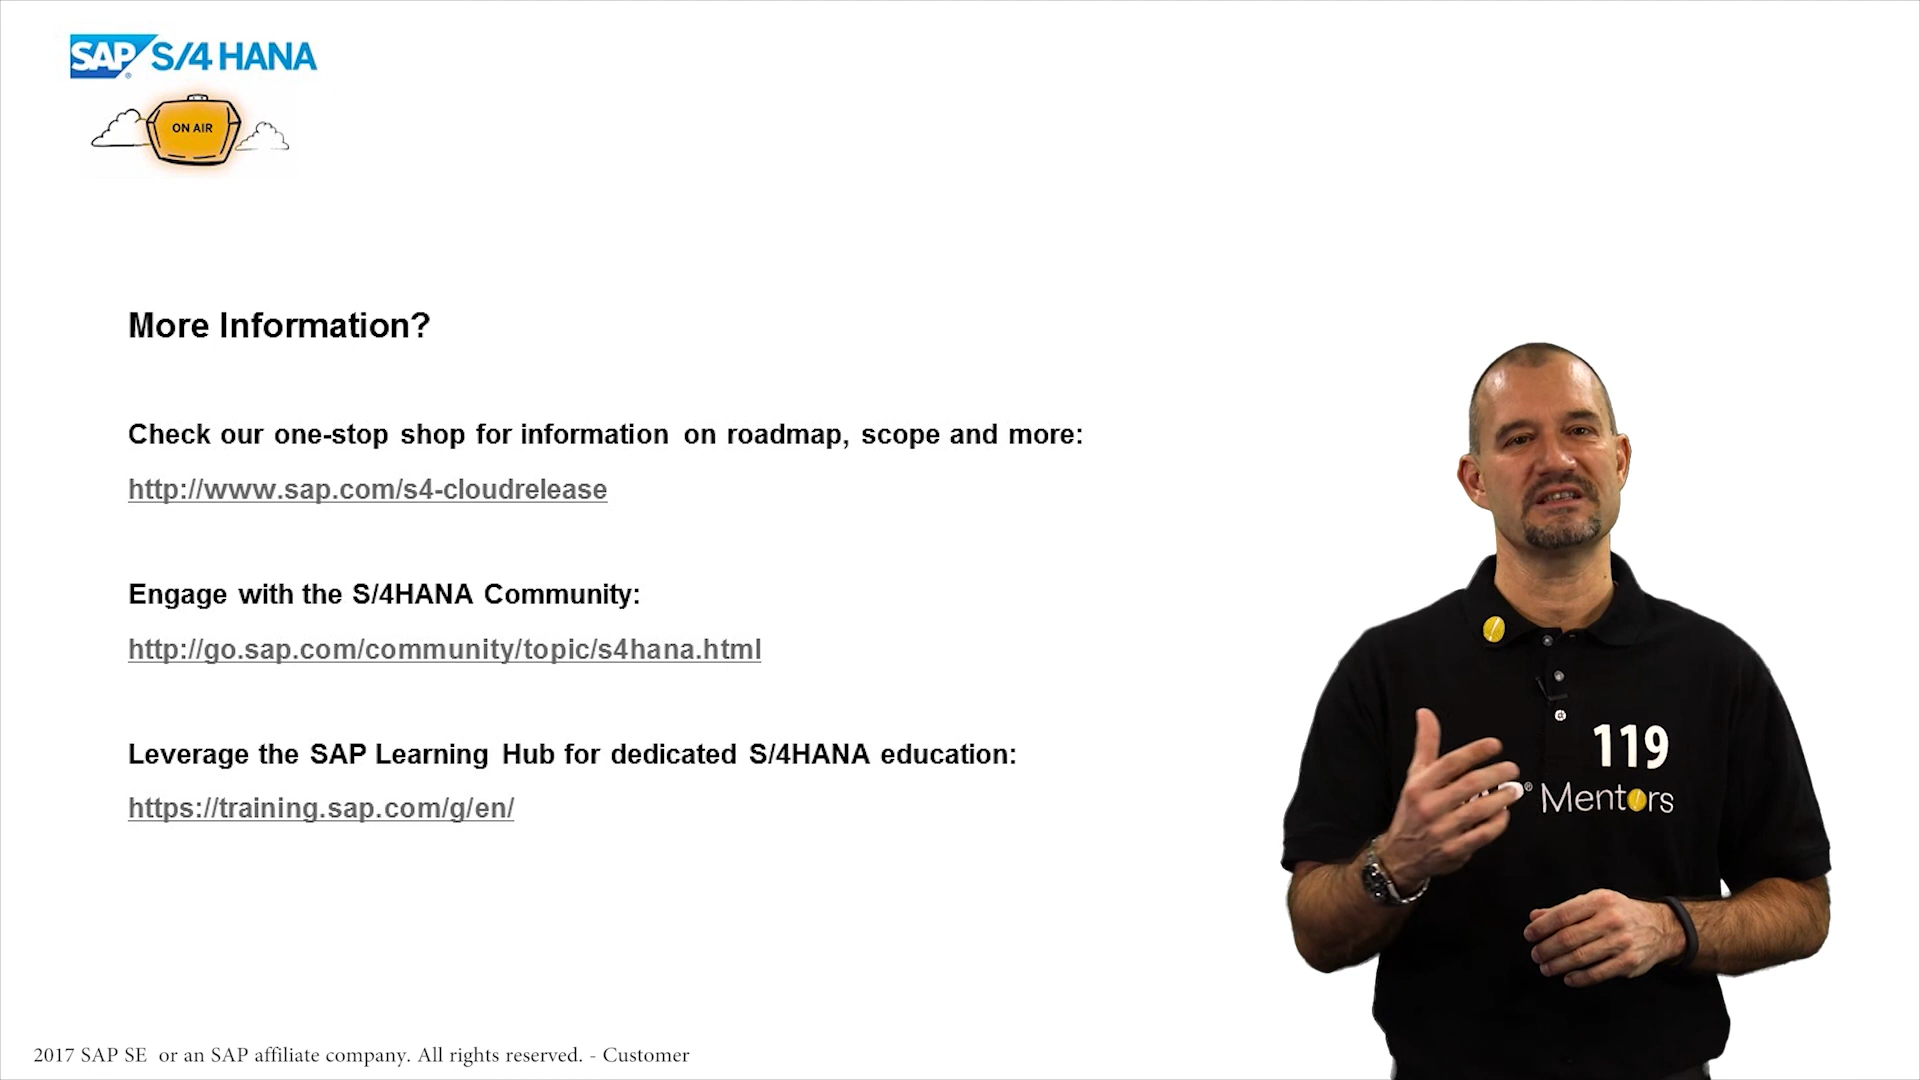 SAP S/4 HANA
ON AIR
More Information?
Check our one-stop shop for information on roadmap, scope and more:
http://www.sap.com/s4-cloudrelease
Engage with the S/4HANA Community:
http://go.sap.com/community/topic/s4hana.html
Leverage the SAP Learning Hub for dedicated S/4HANA education:
https://training.sap.com/g/en/
119
Mentors
2017 SAP SE or an SAP affiliate company. All rights reserved. - Customer